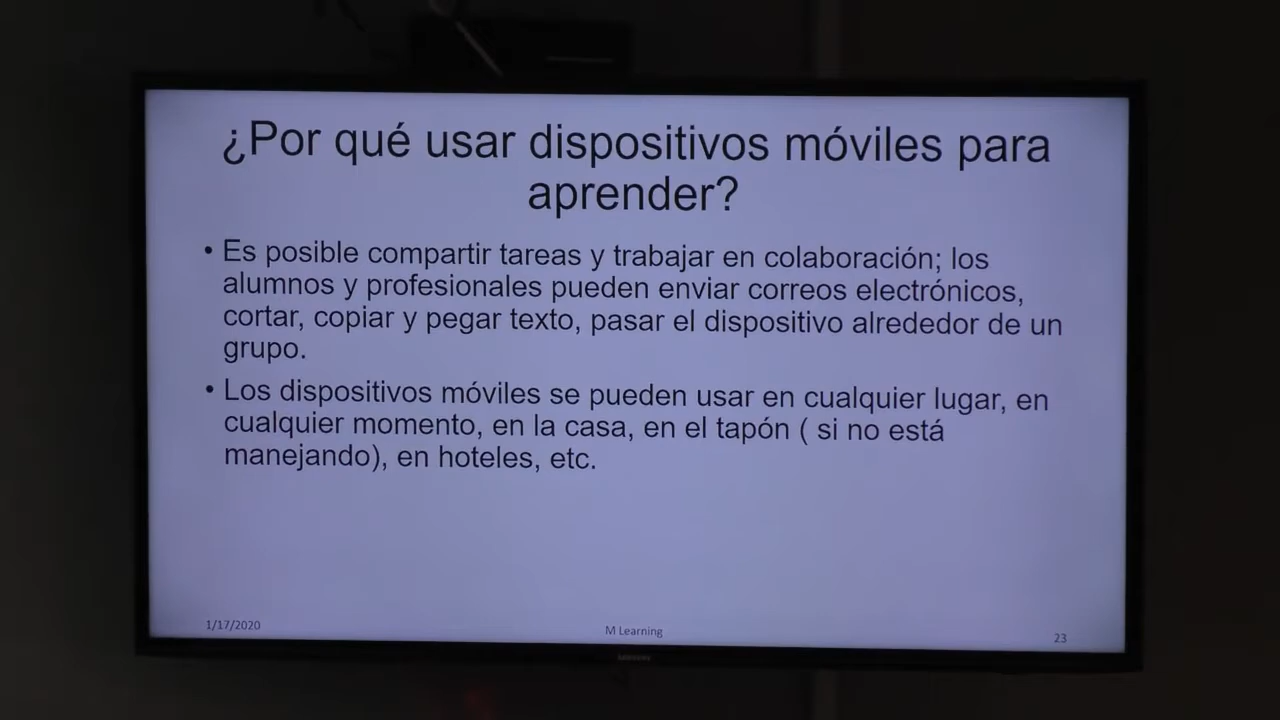 ¿Por qué usar dispositivos móviles para
aprender?
• Es posible compartir tareas y trabajar en colaboración; los
alumnos y profesionales pueden enviar correos electrónicos,
cortar, copiar y pegar texto, pasar el dispositivo alrededor de un
grupo.
• Los dispositivos móviles se pueden usar en cualquier lugar, en
cualquier momento, en la casa, en el tapón ( si no está
manejando), en hoteles, etc.
1/17/2020
M Learning
23
SAMSUNG